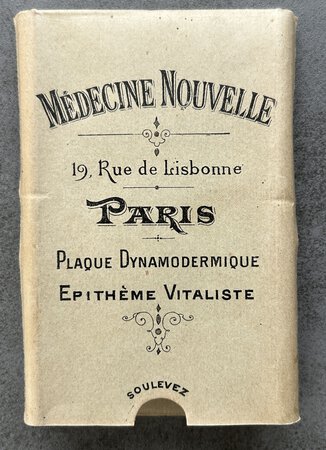 MÉDECINE NOUVELLE
19, Rue de Lisbonne
PARIS
PLAQUE DYNAMODERMIQUE
EPITHÈME VITALISTE
SOULEVEZ